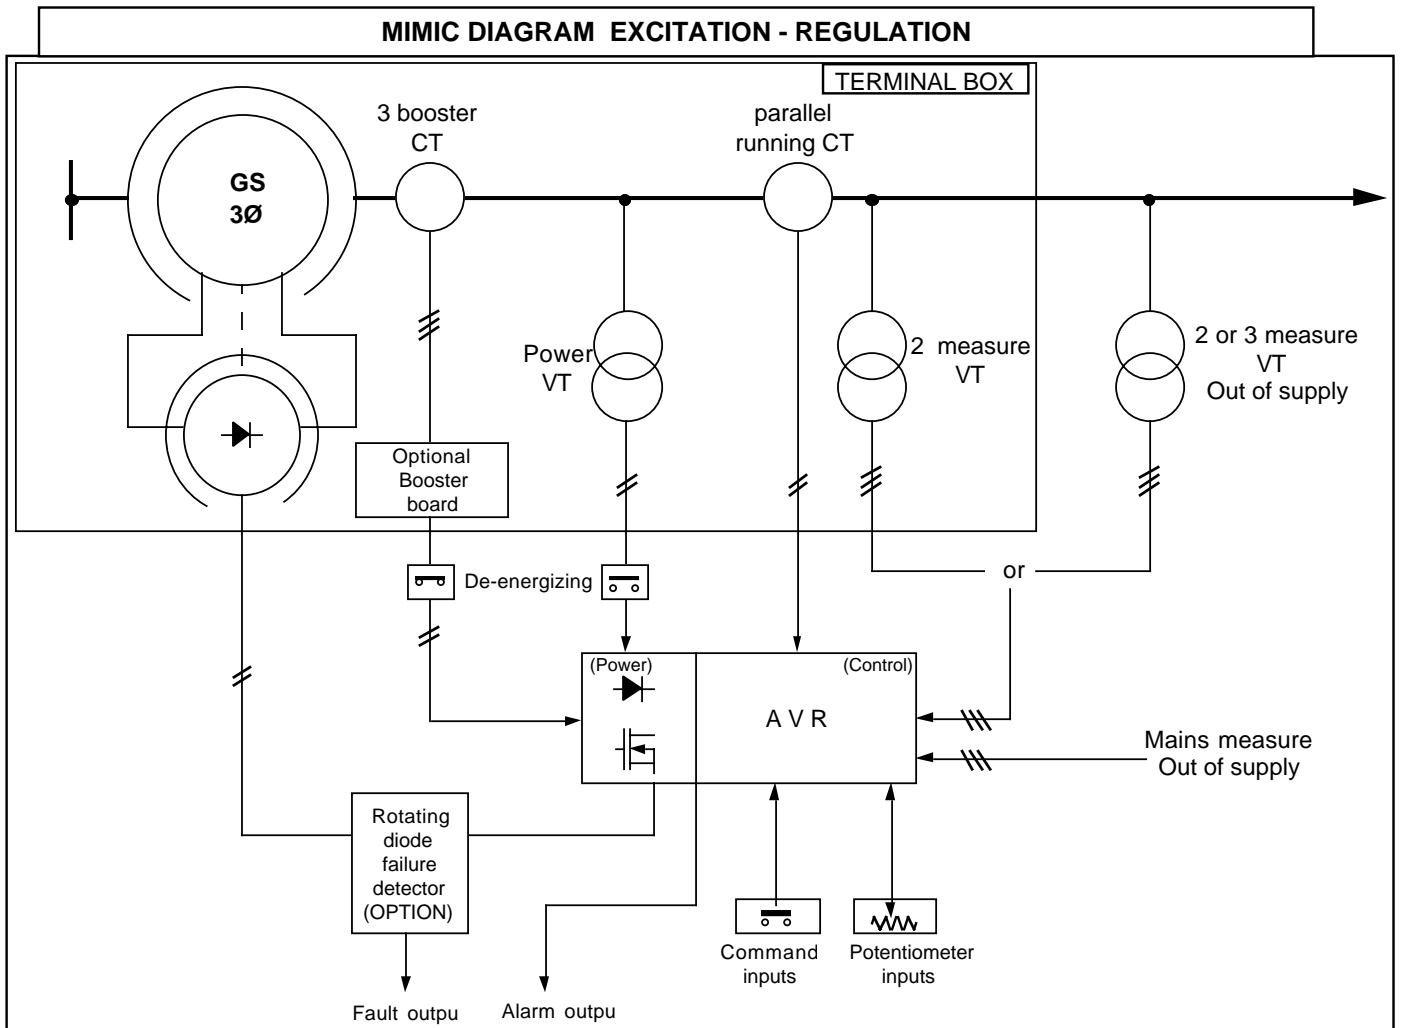 MIMIC DIAGRAM EXCITATION - REGULATION
TERMINAL BOX
3 booster
CT
parallel
running CT
GS
3Ø
Power
VT
2 measure
VT
2 or 3 measure
VT
Out of supply
Optional
Booster
board
De-energizing
or
(Power)
(Control)
A V R
Mains measure
Out of supply
Rotating
diode
failure
detector
(OPTION)
Command
inputs
Potentiometer
inputs
Fault outpu
Alarm outpu